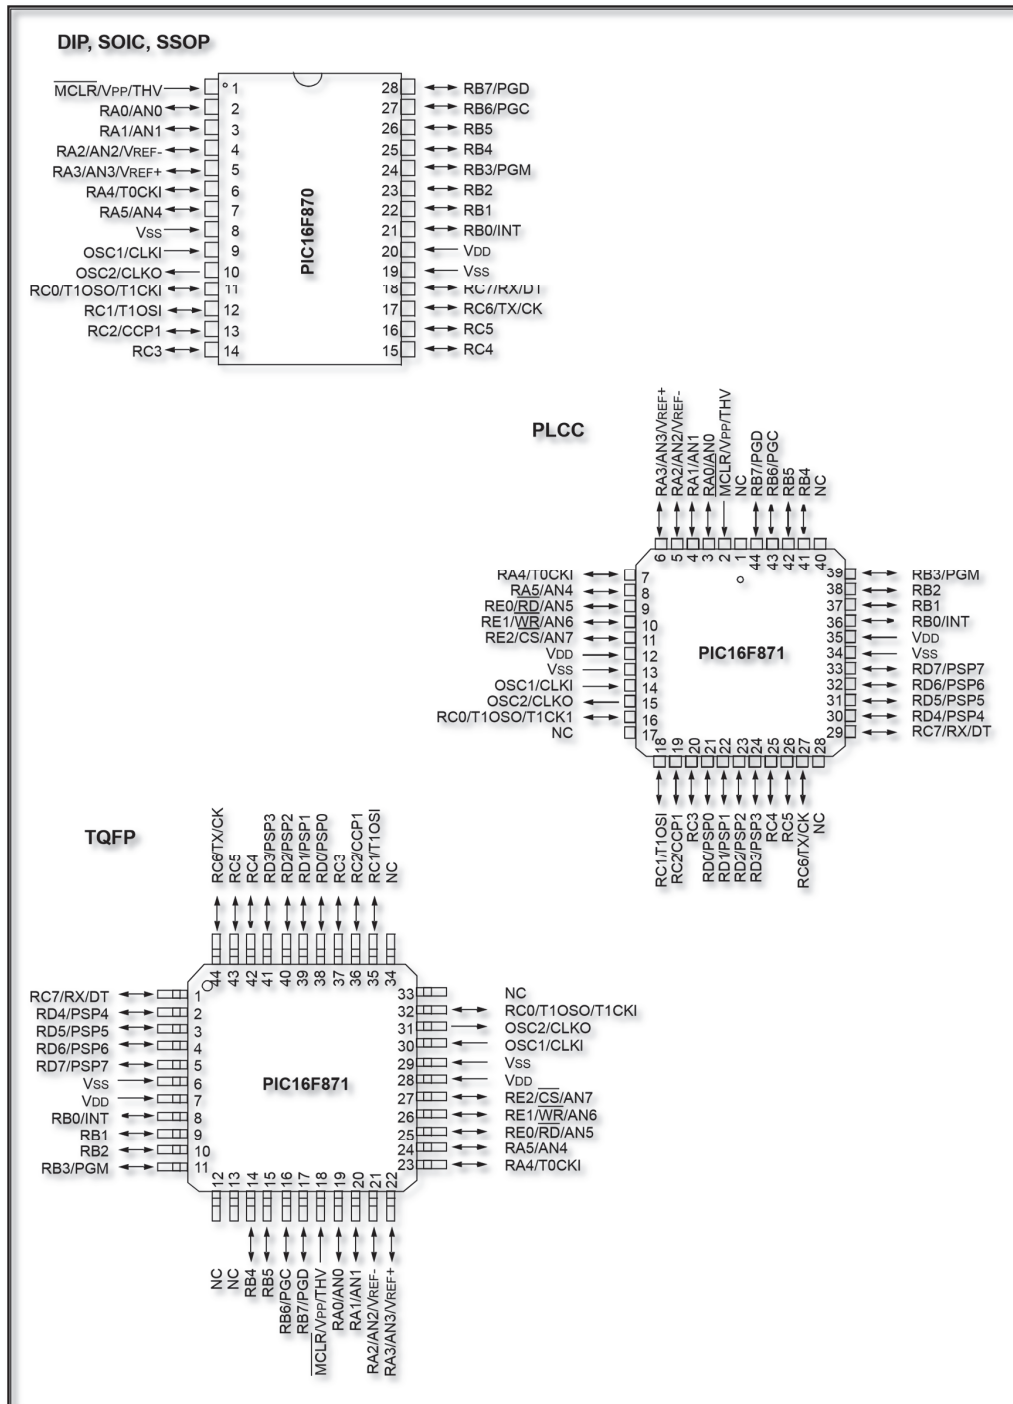 DIP, SOIC, SSOP
MCLR/VPP/THV 1
RA0/AN0 2
RA1/AN1 3
RA2/AN2/VREF- 4
RA3/AN3/VREF+ 5
RA4/T0CKI 6
RA5/AN4 7
VSS 8
OSC1/CLKI 9
OSC2/CLKO 10
RC0/T1OSO/T1CKI 11
RC1/T1OSI 12
RC2/CCP1 13
RC3 14
PIC16F870
28 RB7/PGD
27 RB6/PGC
26 RB5
25 RB4
24 RB3/PGM
23 RB2
22 RB1
21 RB0/INT
20 VDD
19 VSS
18 RC7/RX/DT
17 RC6/TX/CK
16 RC5
15 RC4
PLCC
RA3/AN3/VREF+ 6
RA2/AN2/VREF- 5
RA1/AN1 4
RA0/AN0 3
MCLR/VPP/THV 2
NC 1
RB7/PGD 44
RB6/PGC 43
RB5 42
RB4 41
NC 40
RA4/T0CKI 7
RA5/AN4 8
RE0/RD/AN5 9
RE1/WR/AN6 10
RE2/CS/AN7 11
VDD 12
VSS 13
OSC1/CLKI 14
OSC2/CLKO 15
RC0/T1OSO/T1CK1 16
NC 17
PIC16F871
39 RB3/PGM
38 RB2
37 RB1
36 RB0/INT
35 VDD
34 VSS
33 RD7/PSP7
32 RD6/PSP6
31 RD5/PSP5
30 RD4/PSP4
29 RC7/RX/DT
18 RC1/T1OSI
19 RC2/CCP1
20 RC3
21 RD0/PSP0
22 RD1/PSP1
23 RD2/PSP2
24 RD3/PSP3
25 RC4
26 RC5
27 RC6/TX/CK
28 NC
TQFP
RC6/TX/CK 44
RC5 43
RC4 42
RD3/PSP3 41
RD2/PSP2 40
RD1/PSP1 39
RD0/PSP0 38
RC3 37
RC2/CCP1 36
RC1/T1OSI 35
NC 34
RC7/RX/DT 1
RD4/PSP4 2
RD5/PSP5 3
RD6/PSP6 4
RD7/PSP7 5
VSS 6
VDD 7
RB0/INT 8
RB1 9
RB2 10
RB3/PGM 11
PIC16F871
33 NC
32 RC0/T1OSO/T1CKI
31 OSC2/CLKO
30 OSC1/CLKI
29 VSS
28 VDD
27 RE2/CS/AN7
26 RE1/WR/AN6
25 RE0/RD/AN5
24 RA5/AN4
23 RA4/T0CKI
12 NC
13 NC
14 RB4
15 RB5
16 RB6/PGC
17 RB7/PGD
18 MCLR/VPP/THV
19 RA0/AN0
20 RA1/AN1
21 RA2/AN2/VREF-
22 RA3/AN3/VREF+